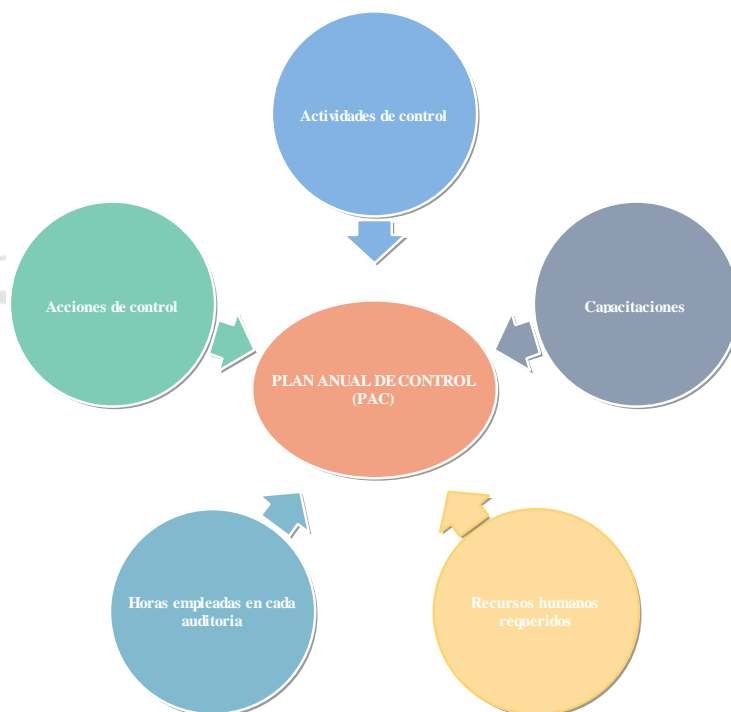 Actividades de control
Acciones de control
Capacitaciones
PLAN ANUAL DE CONTROL
(PAC)
Horas empleadas en cada
auditoria
Recursos humanos
requeridos